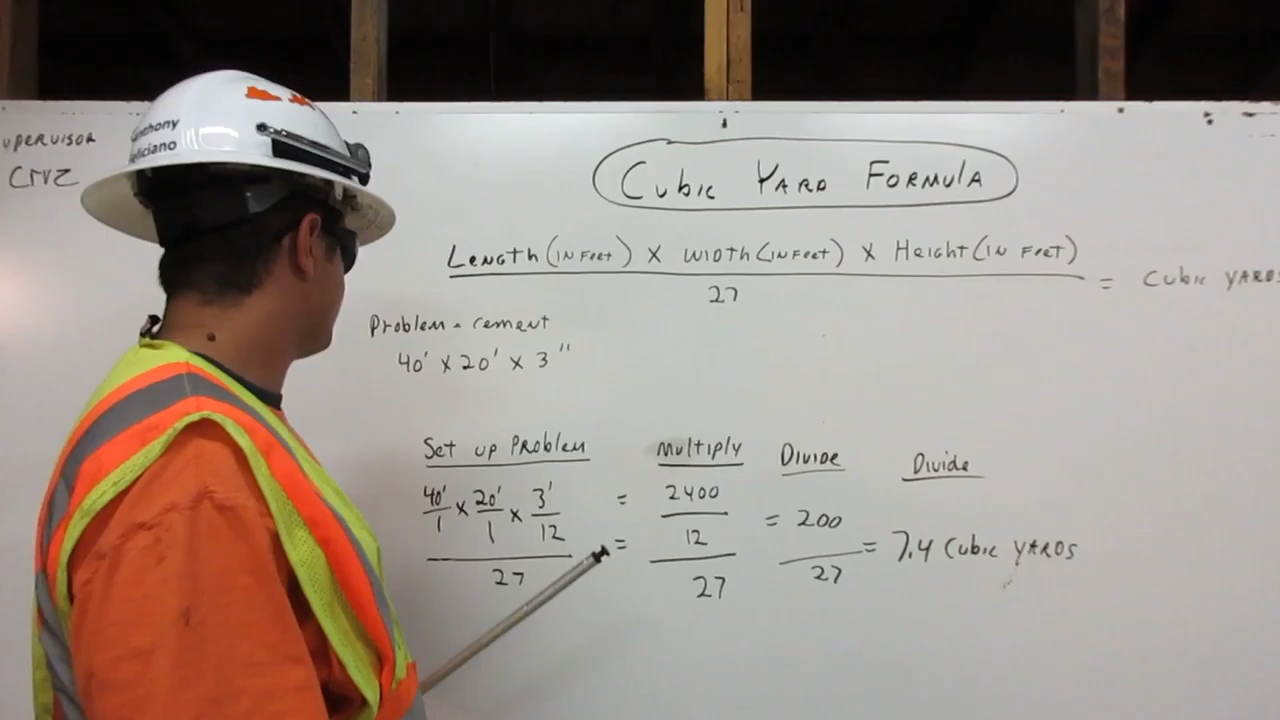 UPERVISOR
CruZ
Anthony
Feliciano
Cubic YARD FORMULA
Length (IN Feet) X WIDTH (IN Feet) X Height (IN Feet)
27
= Cubic YARDS
Problem - cement
40' x 20' x 3"
Set up Problem
Multiply
Divide
Divide
40'/1 x 20'/1 x 3'/12 = 2400/12 = 200
27 = 27 27 = 7.4 Cubic YARDS